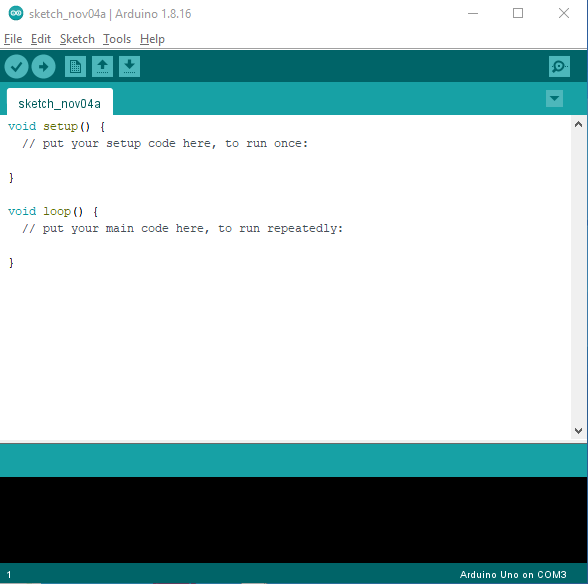 sketch_nov04a | Arduino 1.8.16
File Edit Sketch Tools Help
sketch_nov04a
void setup() {
  // put your setup code here, to run once:
}
void loop() {
  // put your main code here, to run repeatedly:
}
1 Arduino Uno on COM3